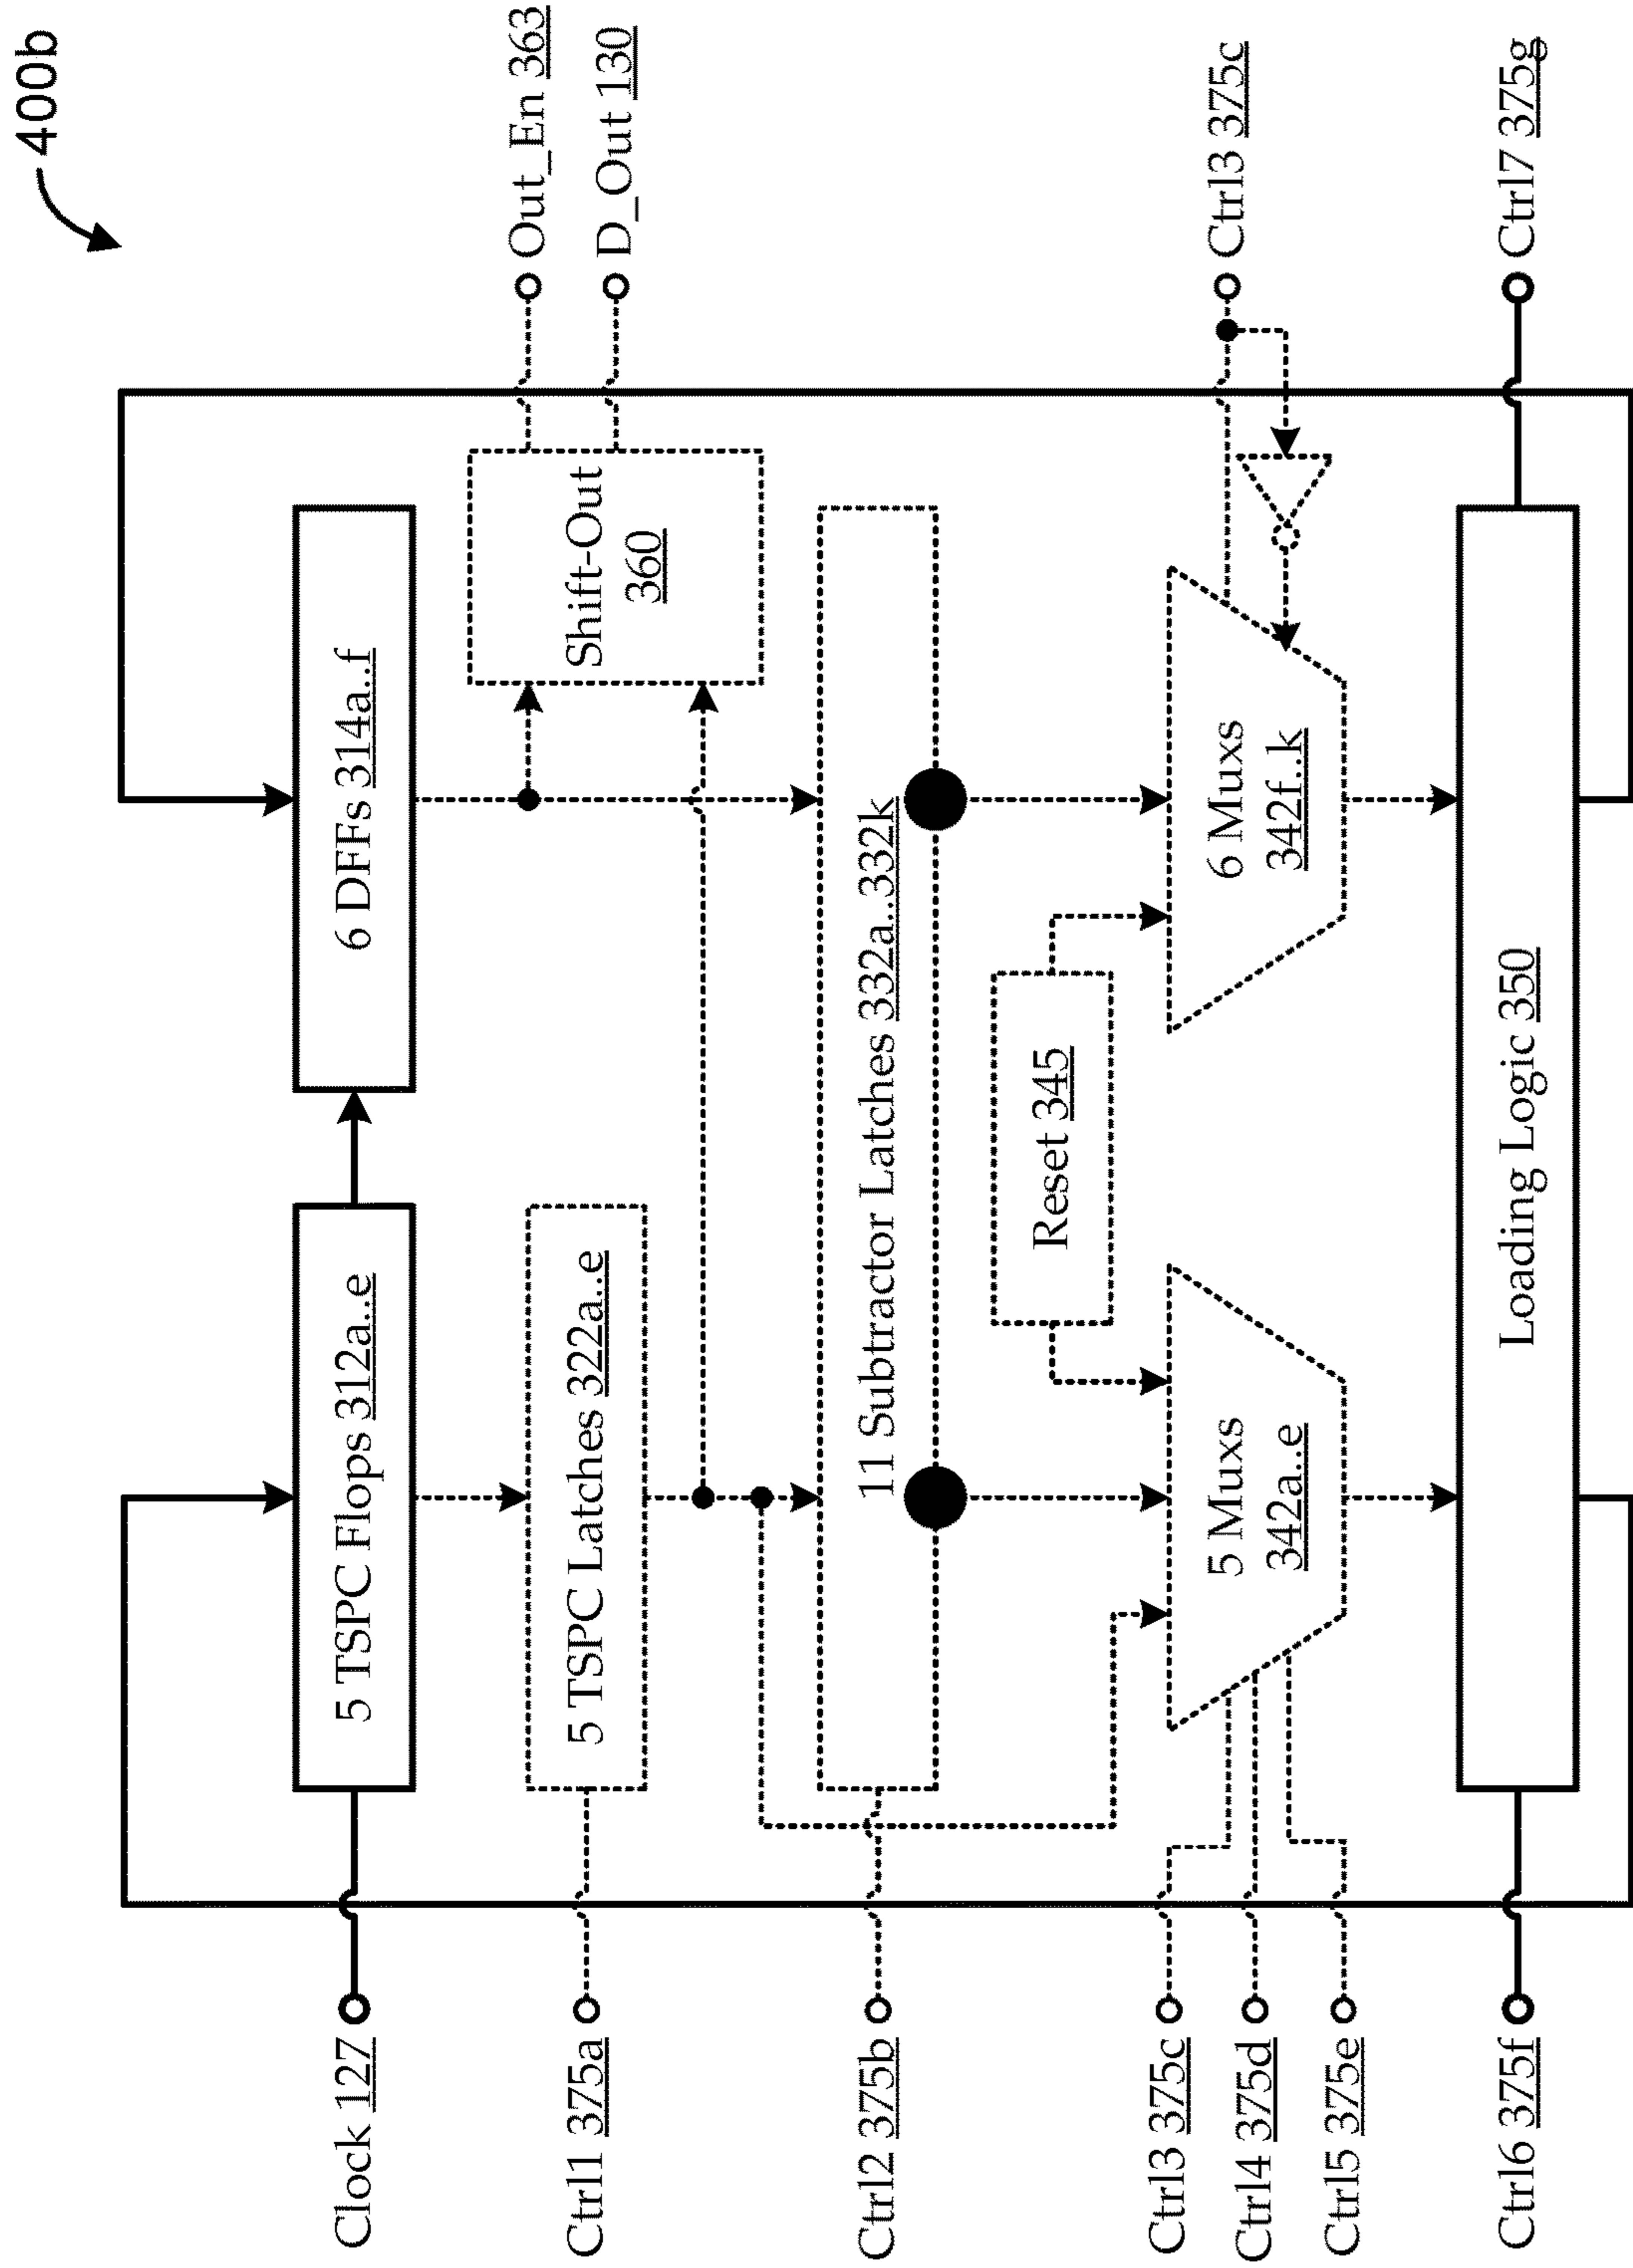 400b
Clock 127
5 TSPC Flops 312a..e
6 DFFs 314a..f
Out_En 363
D_Out 130
Ctrl1 375a
5 TSPC Latches 322a..e
Shift-Out
360
Ctrl2 375b
11 Subtractor Latches 332a..332k
Reset 345
Ctrl3 375c
Ctrl4 375d
Ctrl5 375e
5 Muxs
342a..e
6 Muxs
342f..k
Ctrl3 375c
Ctrl6 375f
Loading Logic 350
Ctrl7 375g